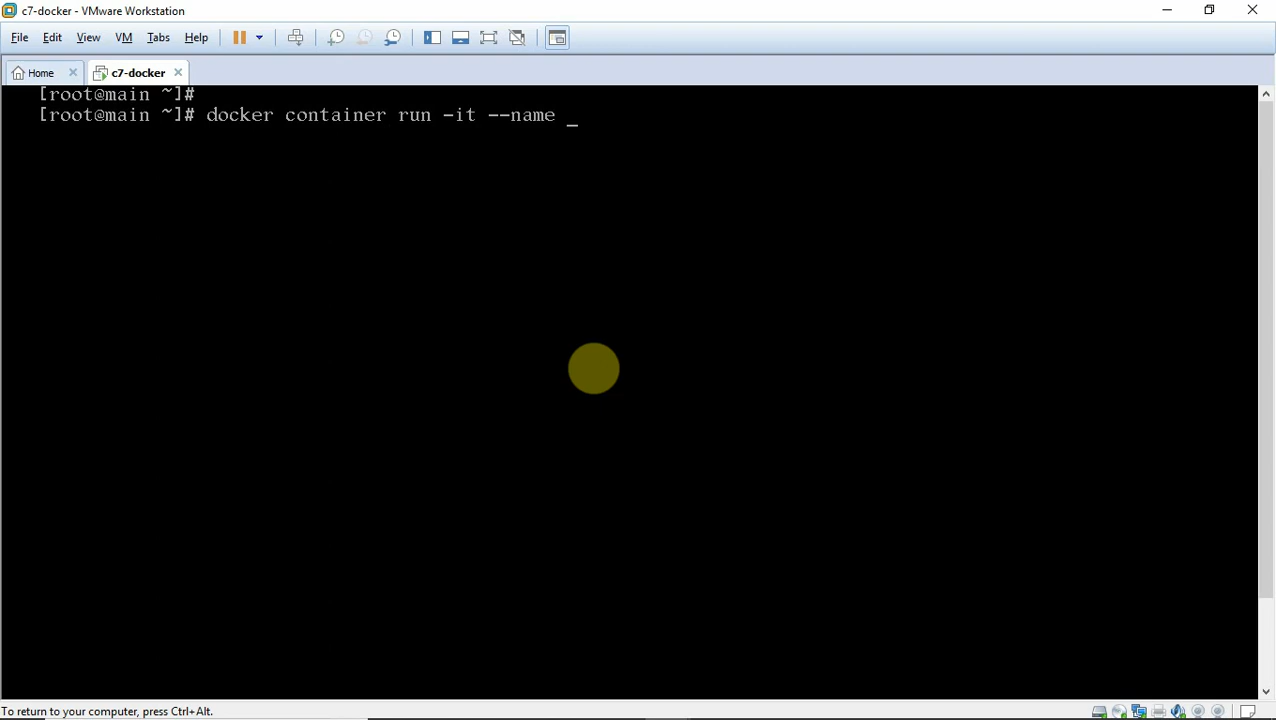 c7-docker - VMware Workstation
File Edit View VM Tabs Help
Home c7-docker
[root@main ~]#
[root@main ~]# docker container run -it --name _
To return to your computer, press Ctrl+Alt.